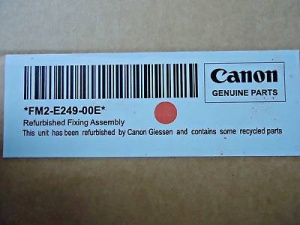 Canon
GENUINE PARTS
*FM2-E249-00E*
Refurbished Fixing Assembly
This unit has been refurbished by Canon Giessen and contains some recycled parts